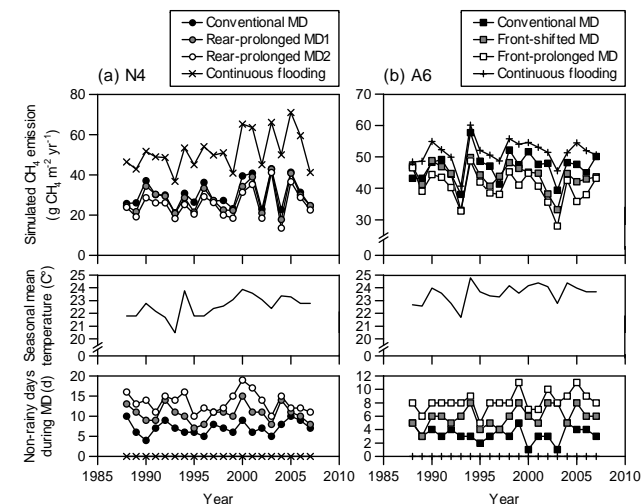 Conventional MD
Rear-prolonged MD1
Rear-prolonged MD2
Continuous flooding
Conventional MD
Front-shifted MD
Front-prolonged MD
Continuous flooding
(a) N4
(b) A6
Simulated CH4 emission
(g CH4 m-2 yr-1)
80
60
40
20
0
70
60
50
40
30
0
Seasonal mean
temperature (C°)
25
24
23
22
21
20
0
25
24
23
22
21
20
0
Non-rainy days
during MD (d)
20
15
10
5
0
12
10
8
6
4
2
0
1985
1990
1995
2000
2005
2010
1985
1990
1995
2000
2005
2010
Year
Year